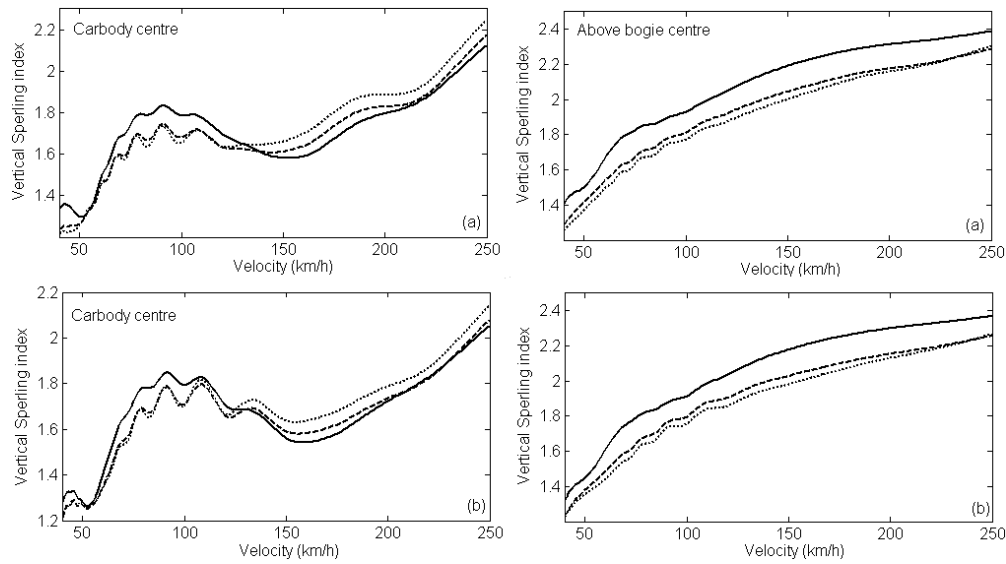 Carbody centre
Vertical Sperling index
2.2
2
1.8
1.6
1.4
(a)
50 100 150 200 250
Velocity (km/h)
Above bogie centre
Vertical Sperling index
2.4
2.2
2
1.8
1.6
1.4
(a)
50 100 150 200 250
Velocity (km/h)
Carbody centre
Vertical Sperling index
2.2
2
1.8
1.6
1.4
1.2
(b)
50 100 150 200 250
Velocity (km/h)
Vertical Sperling index
2.4
2.2
2
1.8
1.6
1.4
(b)
50 100 150 200 250
Velocity (km/h)